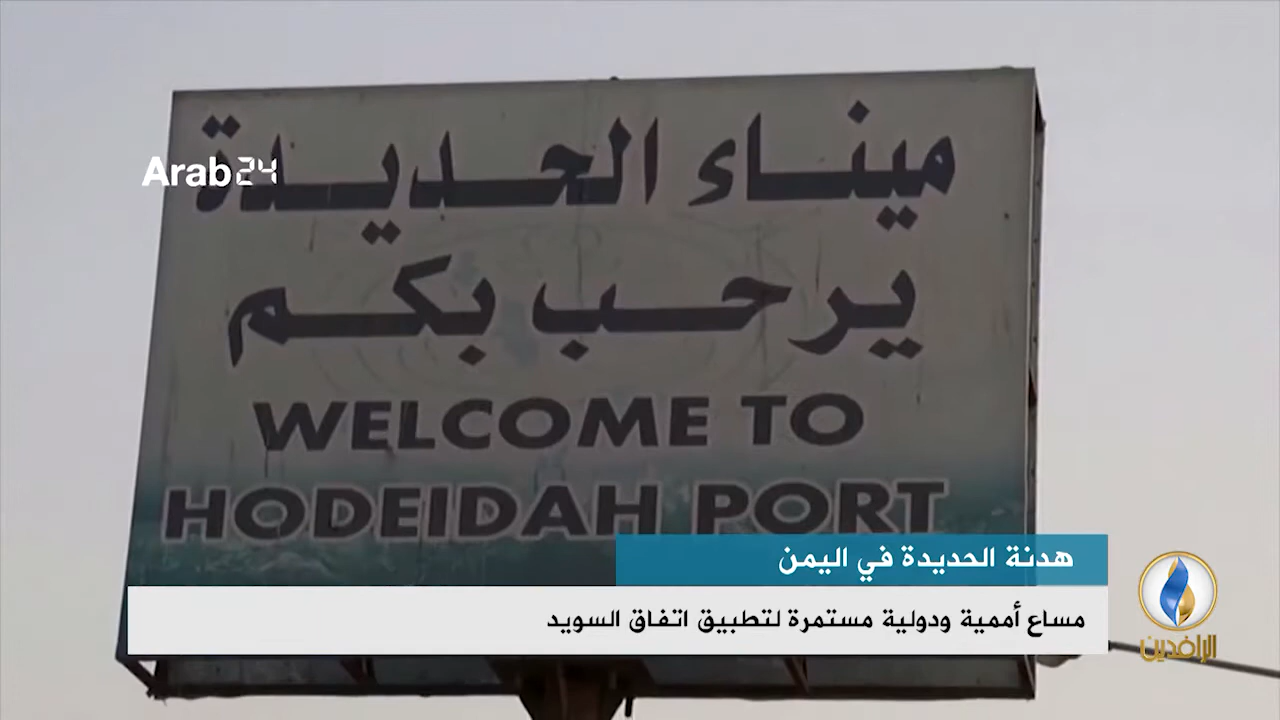 ميناء الحديدة
Arab24
يرحب بكم
WELCOME TO
HODEIDAH PORT
هدنة الحديدة في اليمن
مساع أممية ودولية مستمرة لتطبيق اتفاق السويد
الرافدين